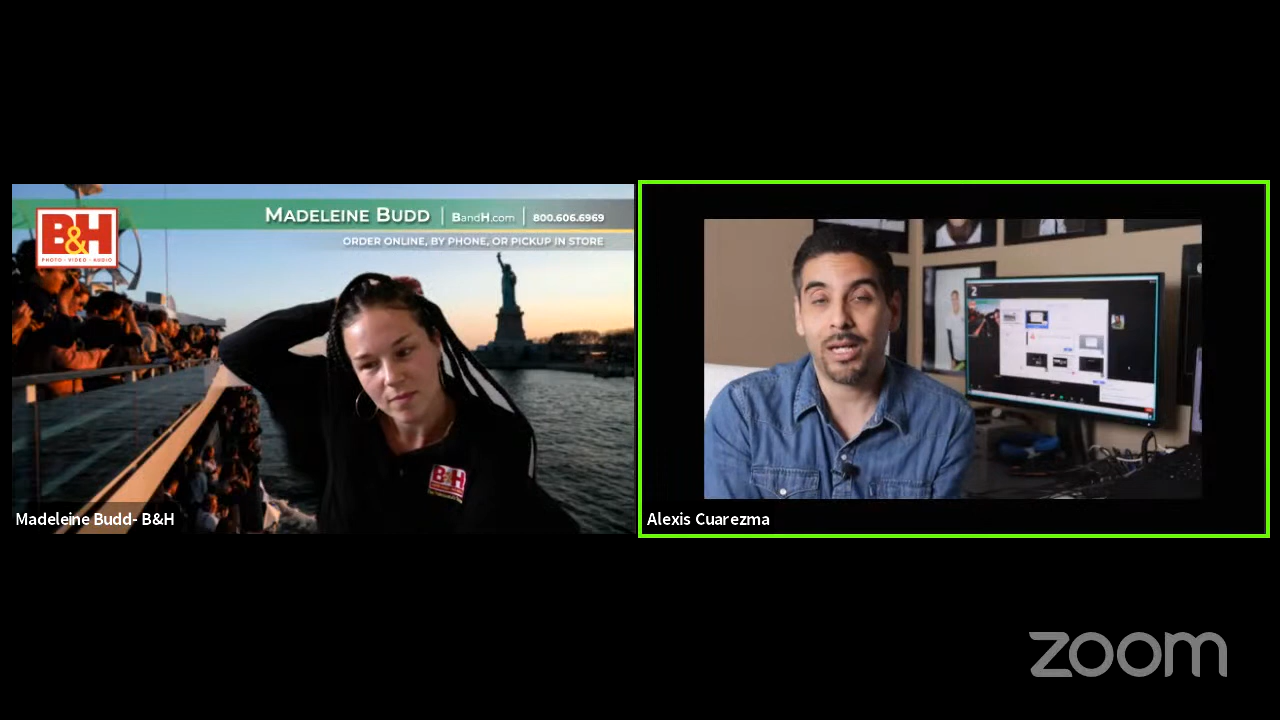 MADELEINE BUDD | BandH.com | 800.606.6969
ORDER ONLINE, BY PHONE, OR PICKUP IN STORE
B&H
PHOTO · VIDEO · AUDIO
B&H
2
Madeleine Budd- B&H
Alexis Cuarezma
zoom